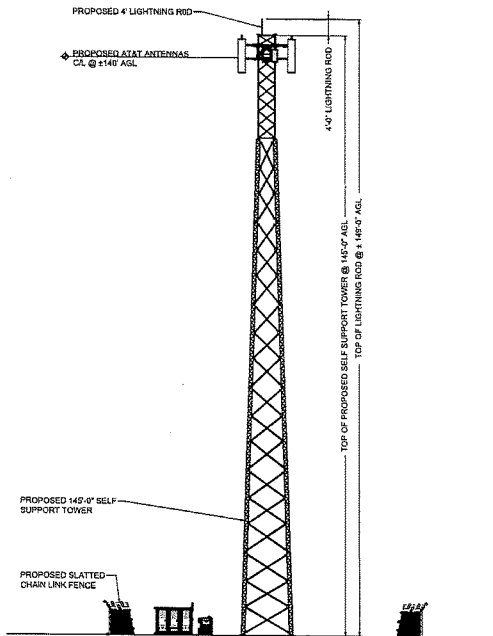 PROPOSED 4' LIGHTNING ROD
PROPOSED AT&T ANTENNAS
C/L @ ±140' AGL
4'-0" LIGHTNING ROD
TOP OF PROPOSED SELF SUPPORT TOWER @ 145'-0" AGL
TOP OF LIGHTNING ROD @ ± 149'-0" AGL
PROPOSED 145'-0" SELF
SUPPORT TOWER
PROPOSED SLATTED
CHAIN LINK FENCE